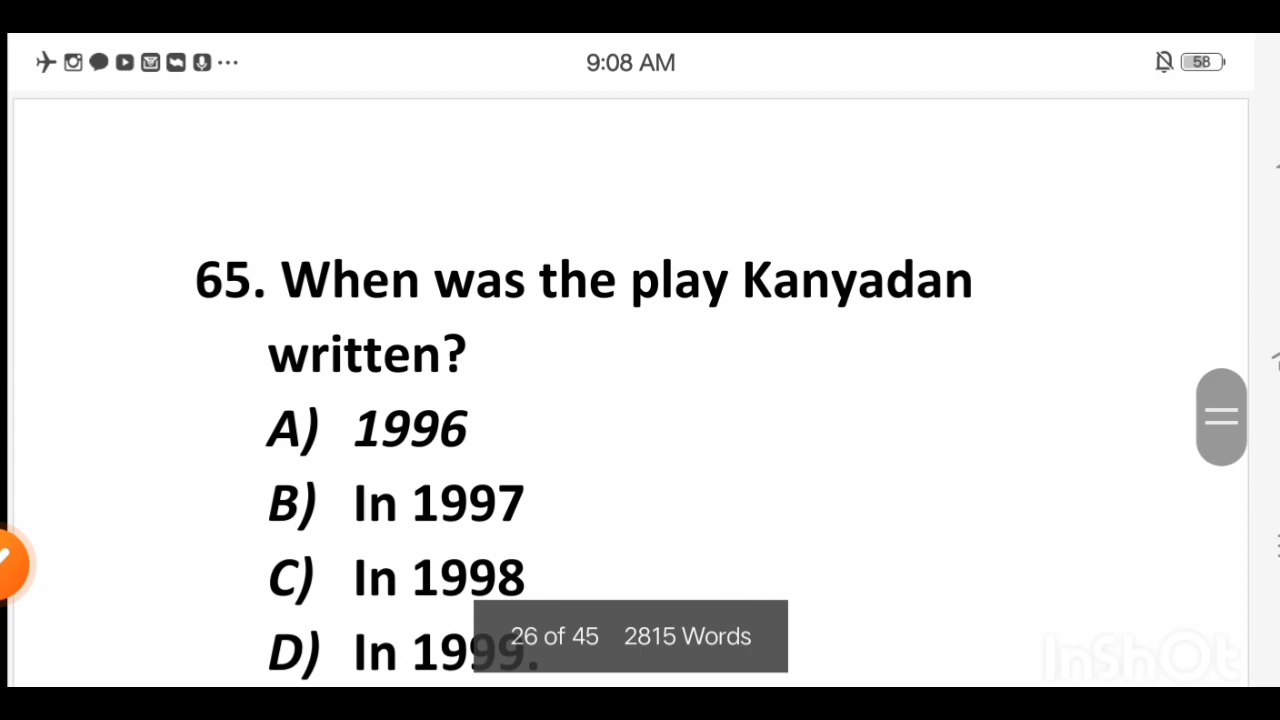 9:08 AM
58
65. When was the play Kanyadan
written?
A) 1996
B) In 1997
C) In 1998
D) In 1999.
26 of 45 2815 Words
InShOt